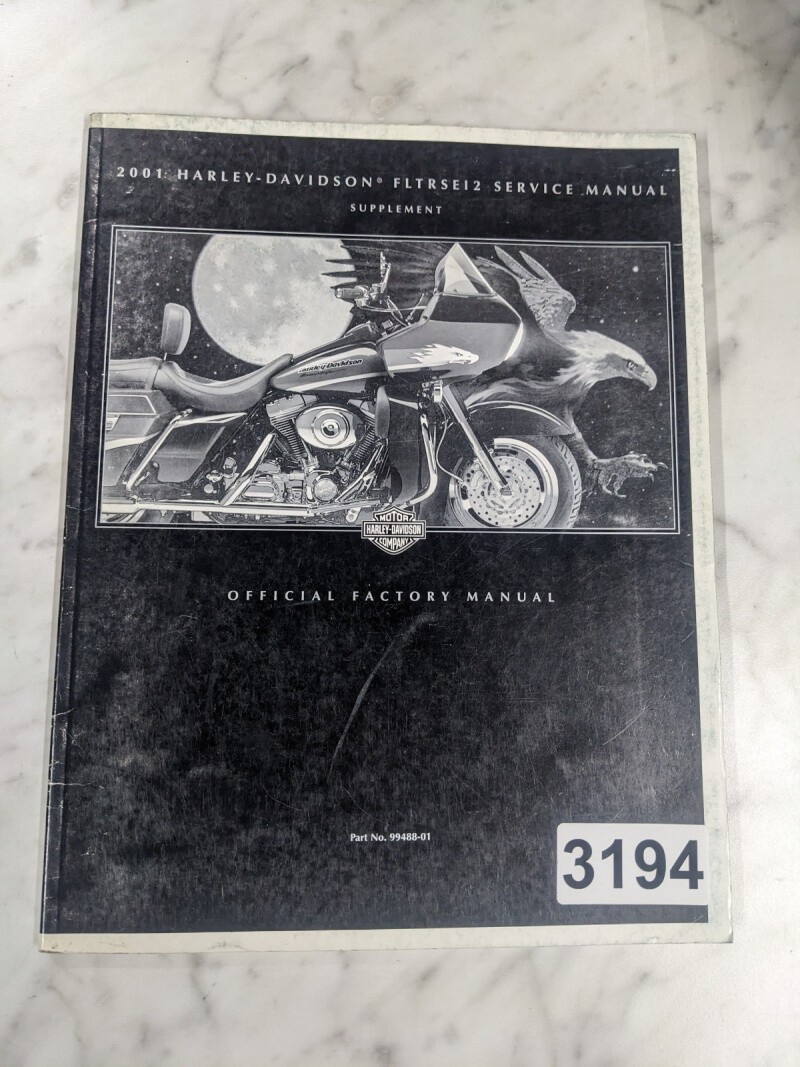 2001 HARLEY-DAVIDSON® FLTRSEI2 SERVICE MANUAL
SUPPLEMENT
Harley-Davidson
MOTOR
HARLEY-DAVIDSON
COMPANY
OFFICIAL FACTORY MANUAL
Part No. 99488-01
3194